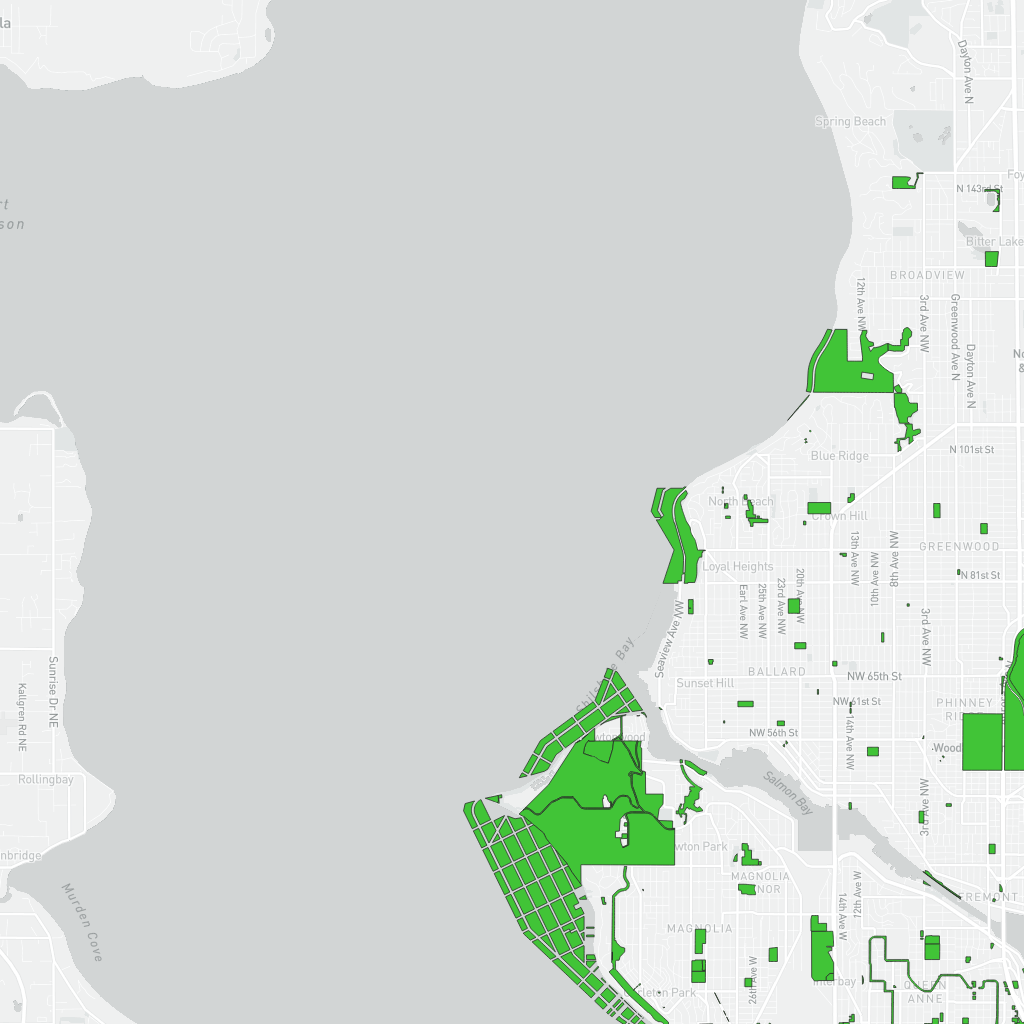 Dayton Ave N
Spring Beach
N 143rd St
Bitter Lake
BROADVIEW
12th Ave NW
3rd Ave NW
Greenwood Ave N
Dayton Ave N
N 101st St
Blue Ridge
North Beach
Crown Hill
GREENWOOD
13th Ave NW
10th Ave NW
8th Ave NW
Loyal Heights
N 81st St
Earl Ave NW
25th Ave NW
23rd Ave NW
20th Ave NW
3rd Ave NW
Seaview Ave NW
BALLARD
NW 65th St
Sunset Hill
NW 61st St
PHINNEY
14th Ave NW
NW 56th St
Salmon Bay
3rd Ave NW
Sunrise Dr NE
Kallgren Rd NE
Rollingbay
Murden Cove
MAGNOLIA
MAGNOLIA
14th Ave W
12th Ave W
26th Ave W
Interbay
QUEEN
ANNE